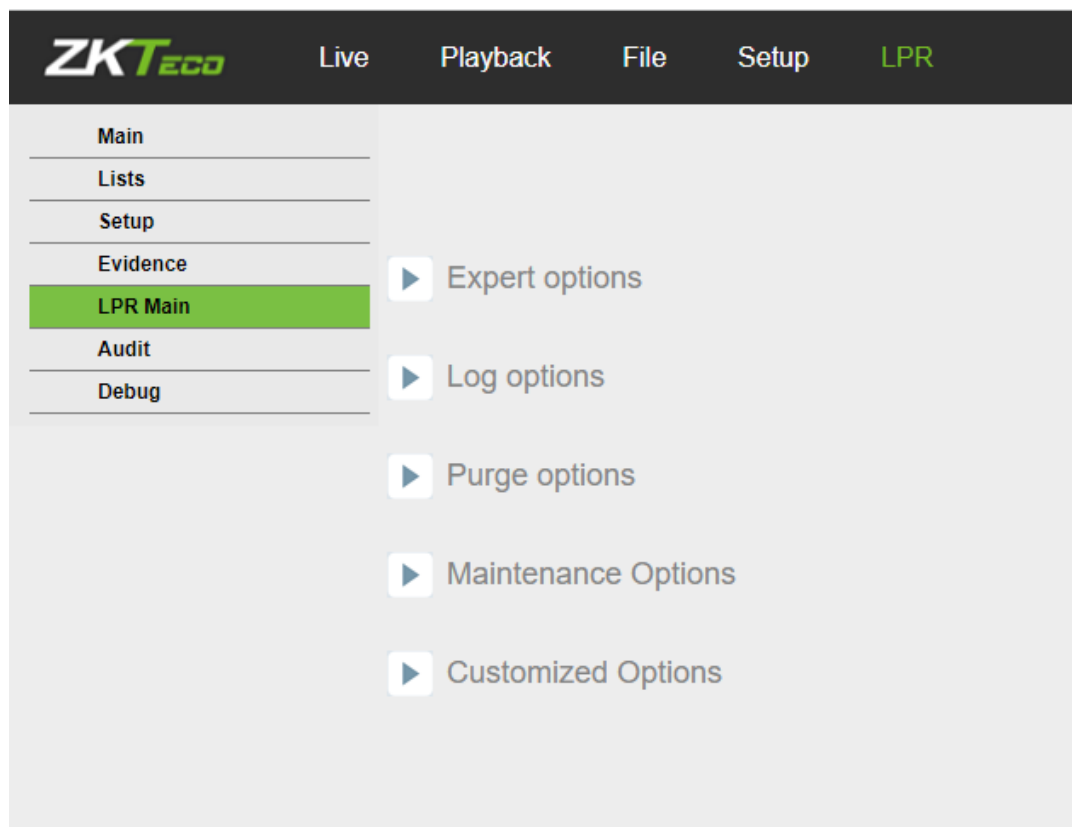 ZKTeco Live Playback File Setup LPR
Main
Lists
Setup
Evidence
LPR Main
Audit
Debug
Expert options
Log options
Purge options
Maintenance Options
Customized Options